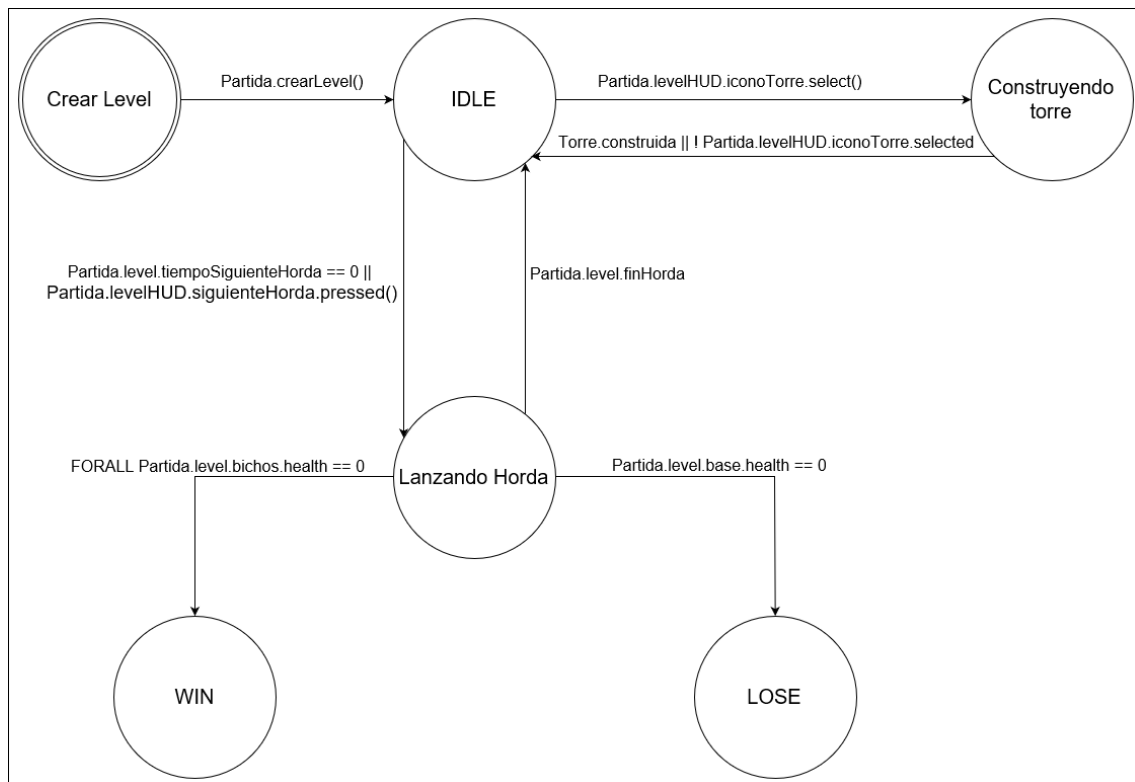 Partida.crearLevel()
Partida.levelHUD.iconoTorre.select()
Crear Level
IDLE
Construyendo
torre
Torre.construida || ! Partida.levelHUD.iconoTorre.selected
Partida.level.tiempoSiguienteHorda == 0 ||
Partida.levelHUD.siguienteHorda.pressed()
Partida.level.finHorda
FORALL Partida.level.bichos.health == 0
Lanzando Horda
Partida.level.base.health == 0
WIN
LOSE